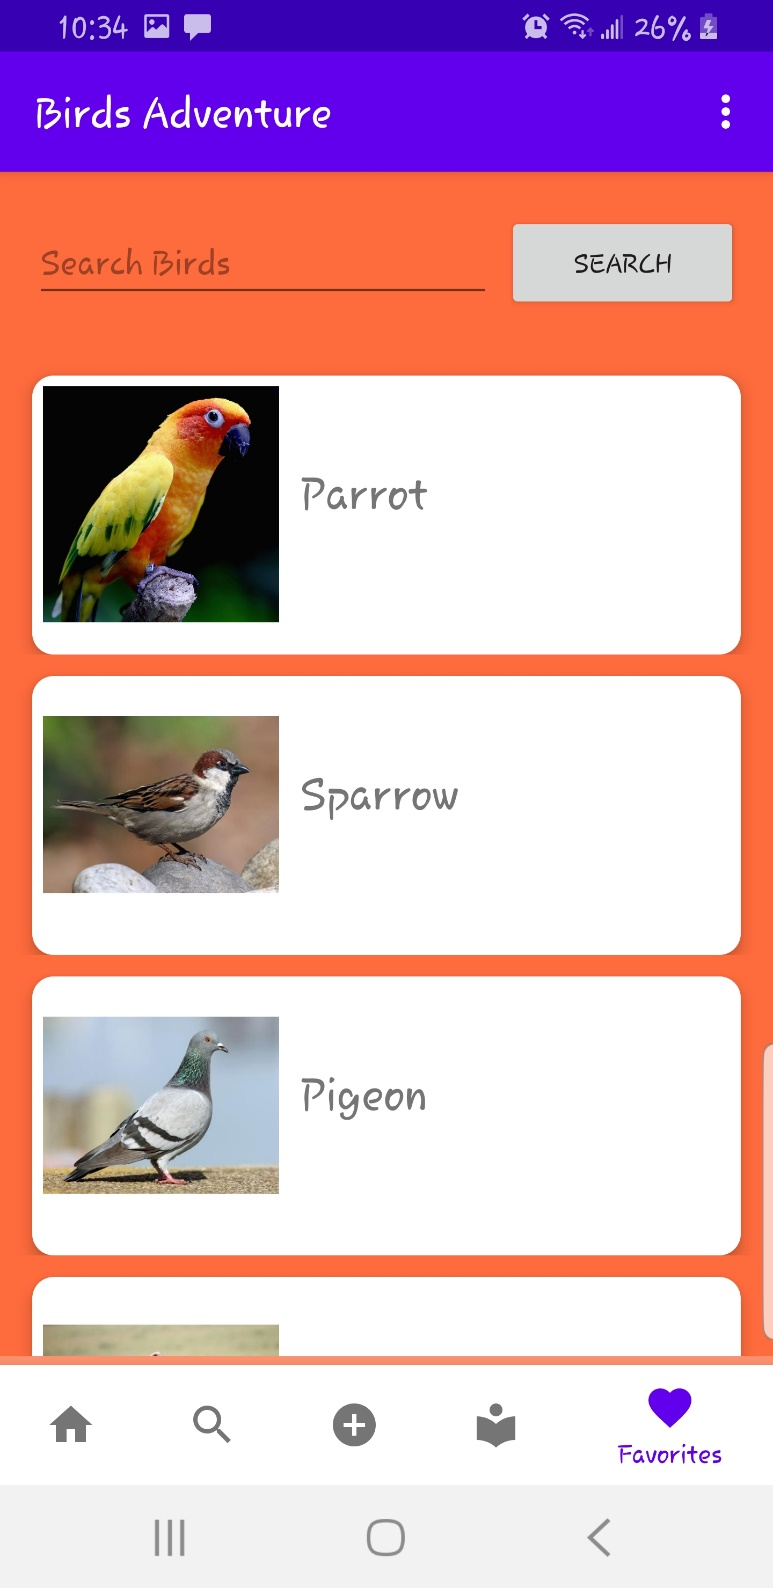 10:34 26%
Birds Adventure
Search Birds SEARCH
Parrot
Sparrow
Pigeon
Favorites